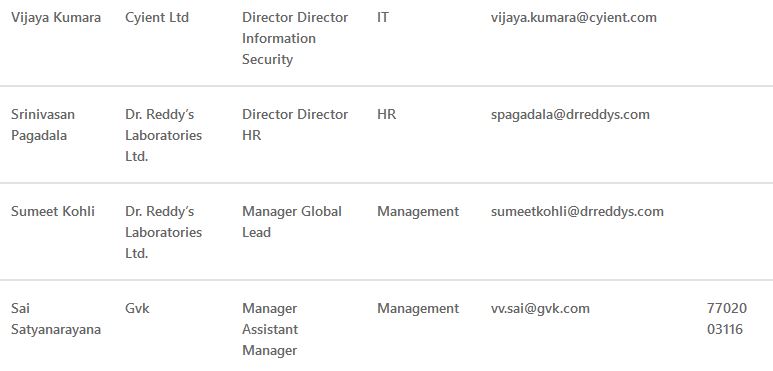 Vijaya Kumara Cyient Ltd Director Director IT vijaya.kumara@cyient.com
Information
Security
Srinivasan Dr. Reddy’s Director Director HR spagadala@drreddys.com
Pagadala Laboratories HR
Ltd.
Sumeet Kohli Dr. Reddy’s Manager Global Management sumeetkohli@drreddys.com
Laboratories Lead
Ltd.
Sai Gvk Manager Management vv.sai@gvk.com 77020
Satyanarayana Assistant 03116
Manager